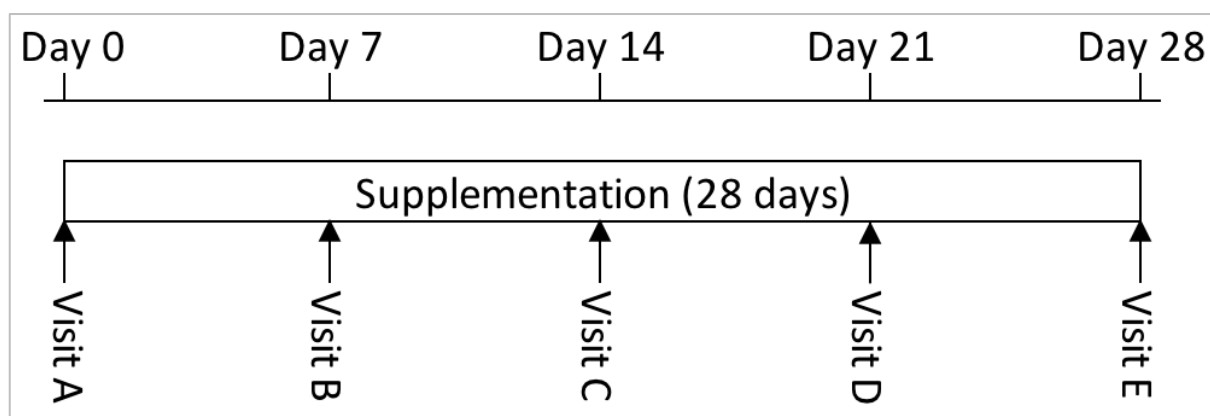 Day 0 Day 7 Day 14 Day 21 Day 28
Supplementation (28 days)
Visit A
Visit B
Visit C
Visit D
Visit E